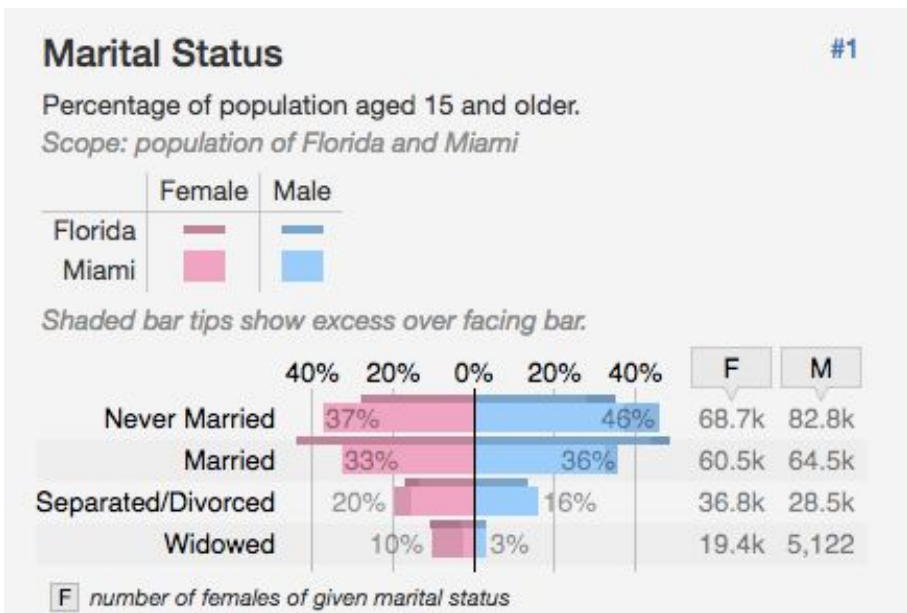 Marital Status #1
Percentage of population aged 15 and older.
Scope: population of Florida and Miami
Female Male
Florida
Miami
Shaded bar tips show excess over facing bar.
40% 20% 0% 20% 40% F M
Never Married 37% 46% 68.7k 82.8k
Married 33% 36% 60.5k 64.5k
Separated/Divorced 20% 16% 36.8k 28.5k
Widowed 10% 3% 19.4k 5,122
F number of females of given marital status